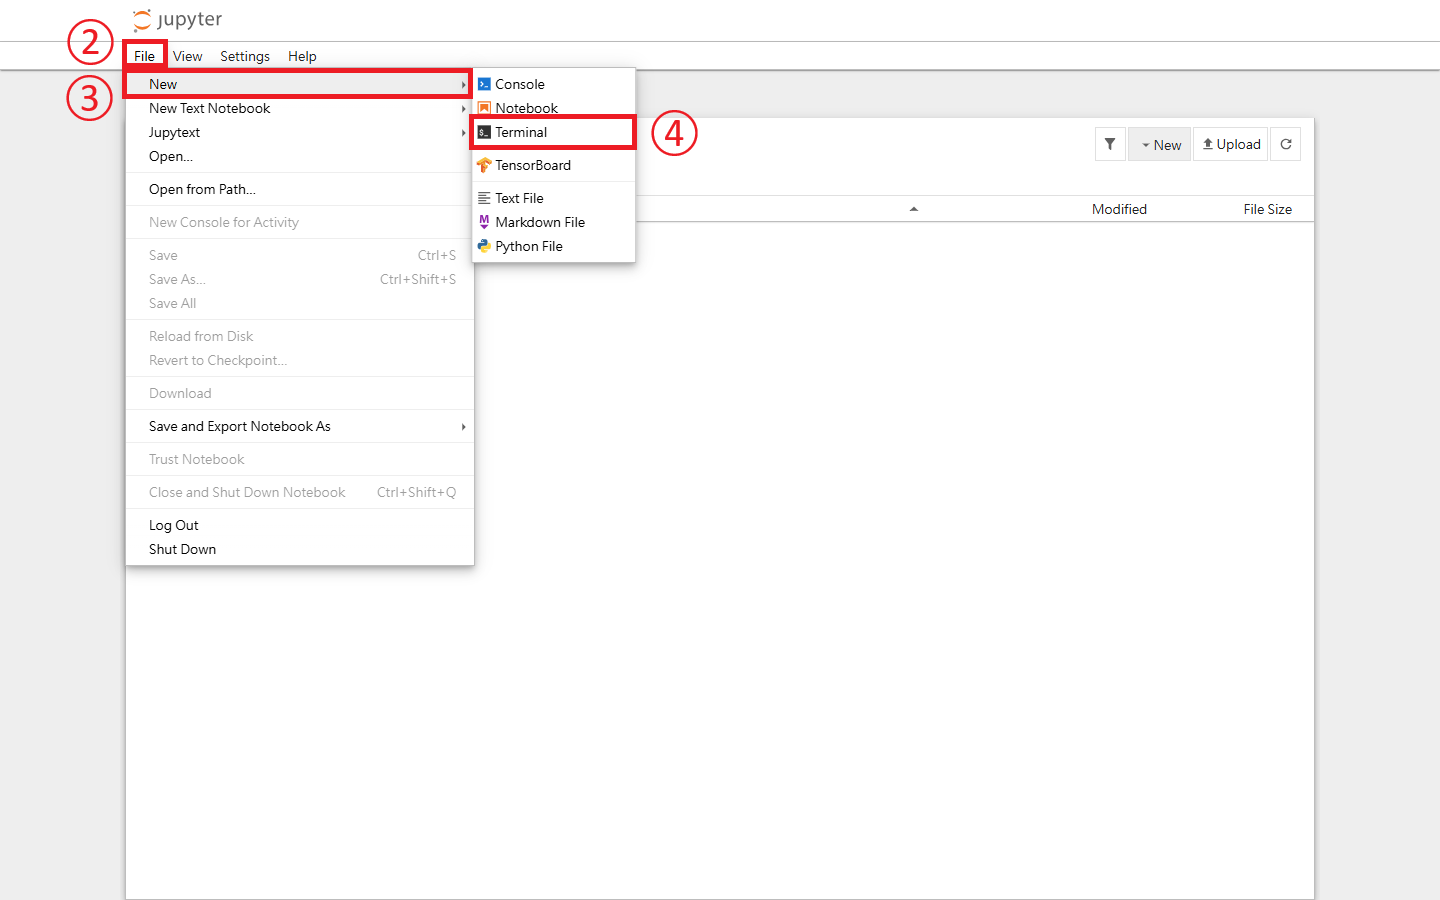 jupyter
② File View Settings Help
③ New
New Text Notebook
Jupytext
Open...
Open from Path...
New Console for Activity
Save Ctrl+S
Save As... Ctrl+Shift+S
Save All
Reload from Disk
Revert to Checkpoint...
Download
Save and Export Notebook As
Trust Notebook
Close and Shut Down Notebook Ctrl+Shift+Q
Log Out
Shut Down
Console
Notebook
Terminal ④
TensorBoard
Text File
Markdown File
Python File
New Upload
Modified File Size